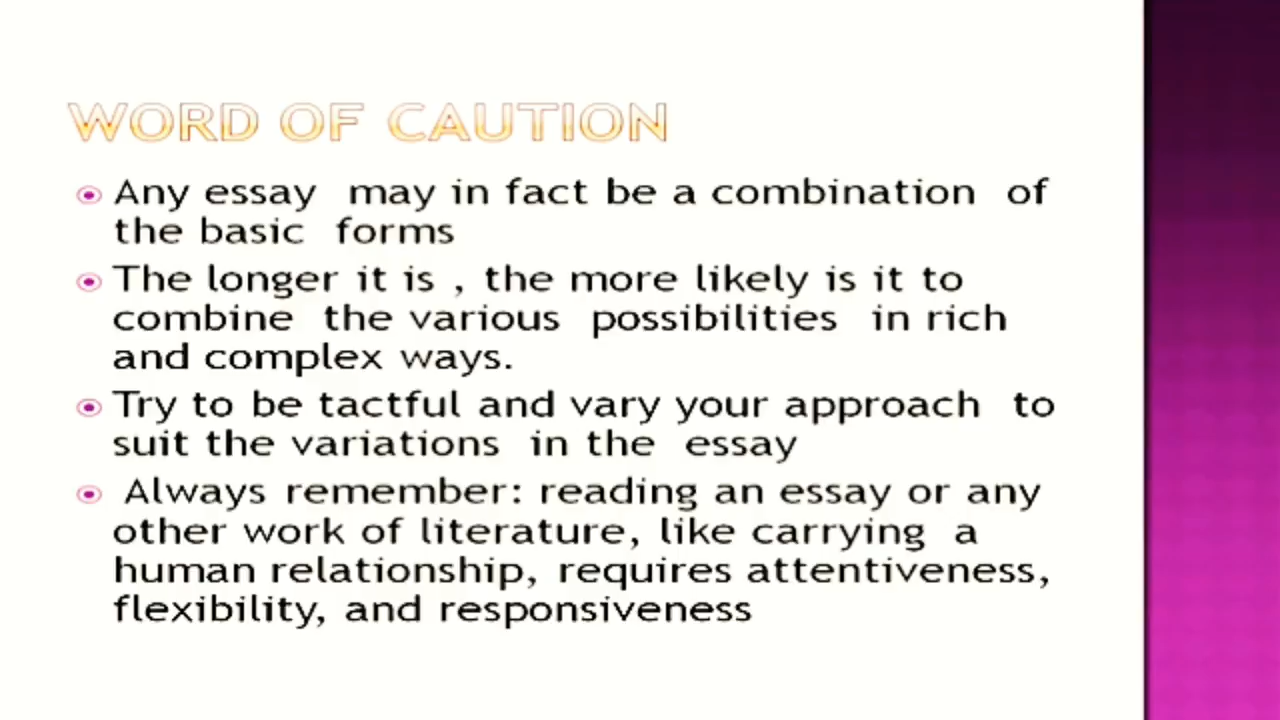 WORD OF CAUTION
Any essay may in fact be a combination of
the basic forms
The longer it is , the more likely is it to
combine the various possibilities in rich
and complex ways.
Try to be tactful and vary your approach to
suit the variations in the essay
Always remember: reading an essay or any
other work of literature, like carrying a
human relationship, requires attentiveness,
flexibility, and responsiveness